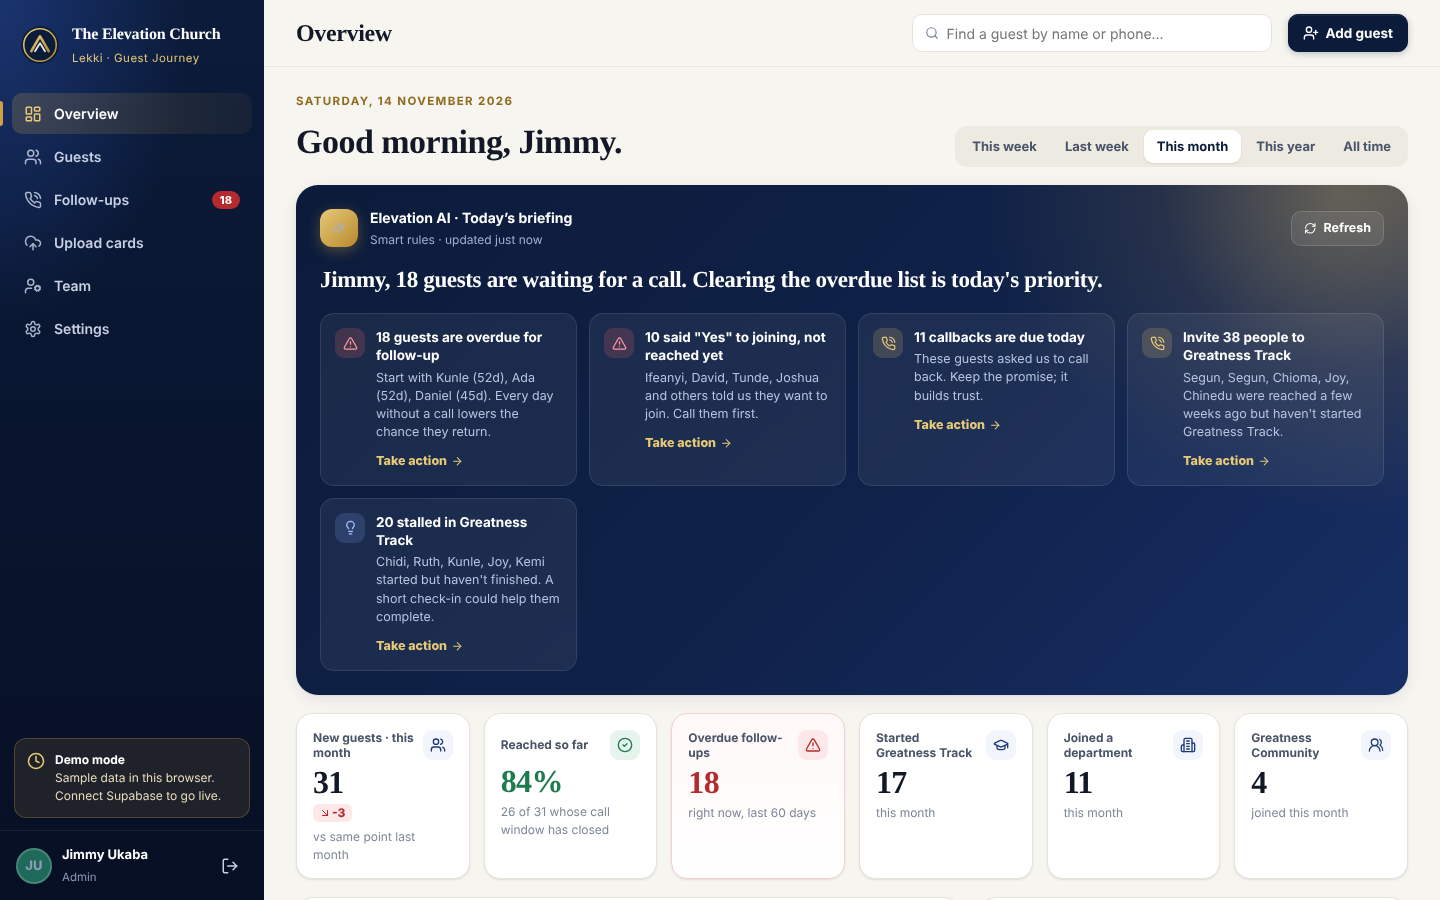 The Elevation Church
Lekki · Guest Journey
Overview
Guests
Follow-ups
18
Upload cards
Team
Settings
Demo mode
Sample data in this browser.
Connect Supabase to go live.
JU
Jimmy Ukaba
Admin
Overview
Find a guest by name or phone...
Add guest
SATURDAY, 14 NOVEMBER 2026
Good morning, Jimmy.
This week
Last week
This month
This year
All time
Elevation AI · Today's briefing
Smart rules · updated just now
Refresh
Jimmy, 18 guests are waiting for a call. Clearing the overdue list is today's priority.
18 guests are overdue for
follow-up
Start with Kunle (52d), Ada
(52d), Daniel (45d). Every day
without a call lowers the
chance they return.
Take action →
10 said "Yes" to joining, not
reached yet
Ifeanyi, David, Tunde, Joshua
and others told us they want to
join. Call them first.
Take action →
11 callbacks are due today
These guests asked us to call
back. Keep the promise; it
builds trust.
Take action →
Invite 38 people to
Greatness Track
Segun, Segun, Chioma, Joy,
Chinedu were reached a few
weeks ago but haven't started
Greatness Track.
Take action →
20 stalled in Greatness
Track
Chidi, Ruth, Kunle, Joy, Kemi
started but haven't finished. A
short check-in could help them
complete.
Take action →
New guests · this
month
31
-3
vs same point last
month
Reached so far
84%
26 of 31 whose call
window has closed
Overdue follow-
ups
18
right now, last 60 days
Started
Greatness Track
17
this month
Joined a
department
11
this month
Greatness
Community
4
joined this month